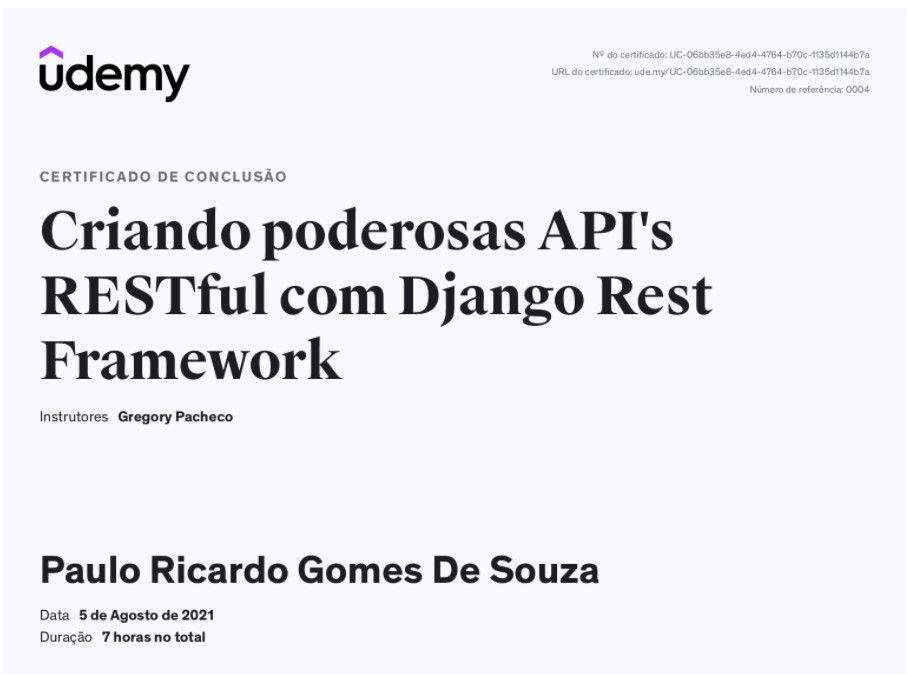 udemy
Nº do certificado: UC-06bb35e8-4ed4-4764-b70c-1135d1144b7a
URL do certificado: ude.my/UC-06bb35e8-4ed4-4764-b70c-1135d1144b7a
Número de referência: 0004
CERTIFICADO DE CONCLUSÃO
Criando poderosas API's
RESTful com Django Rest
Framework
Instrutores Gregory Pacheco
Paulo Ricardo Gomes De Souza
Data 5 de Agosto de 2021
Duração 7 horas no total